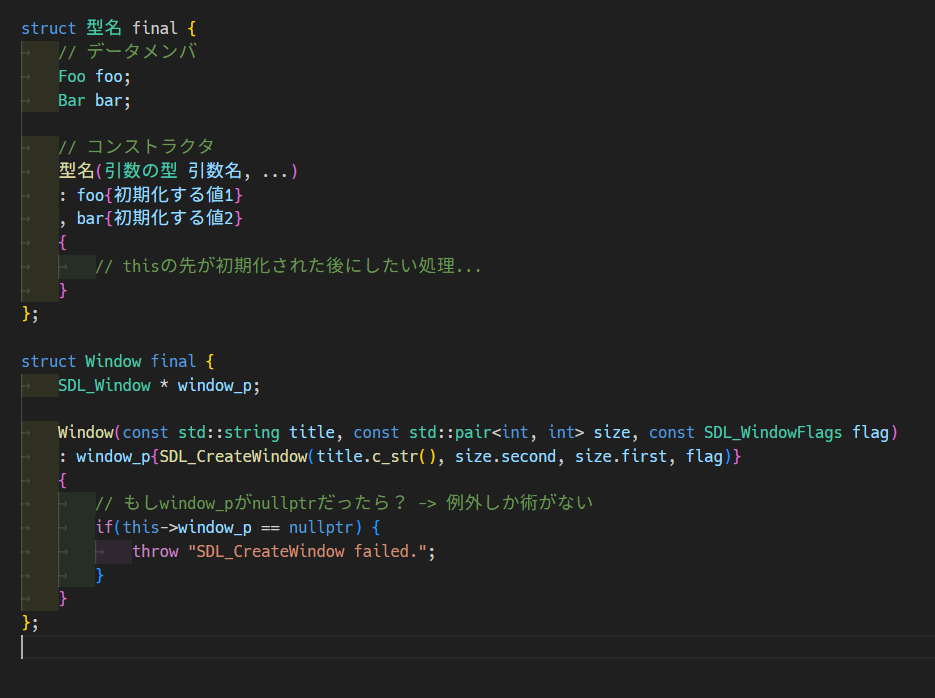 struct 型名 final {
// データメンバ
Foo foo;
Bar bar;
// コンストラクタ
型名(引数の型 引数名, ...)
: foo{初期化する値1}
, bar{初期化する値2}
{
// thisの先が初期化された後にしたい処理...
}
};
struct Window final {
SDL_Window * window_p;
Window(const std::string title, const std::pair<int, int> size, const SDL_WindowFlags flag)
: window_p{SDL_CreateWindow(title.c_str(), size.second, size.first, flag)}
{
// もしwindow_pがnullptrだったら？ -> 例外しか術がない
if(this->window_p == nullptr) {
throw "SDL_CreateWindow failed.";
}
}
};